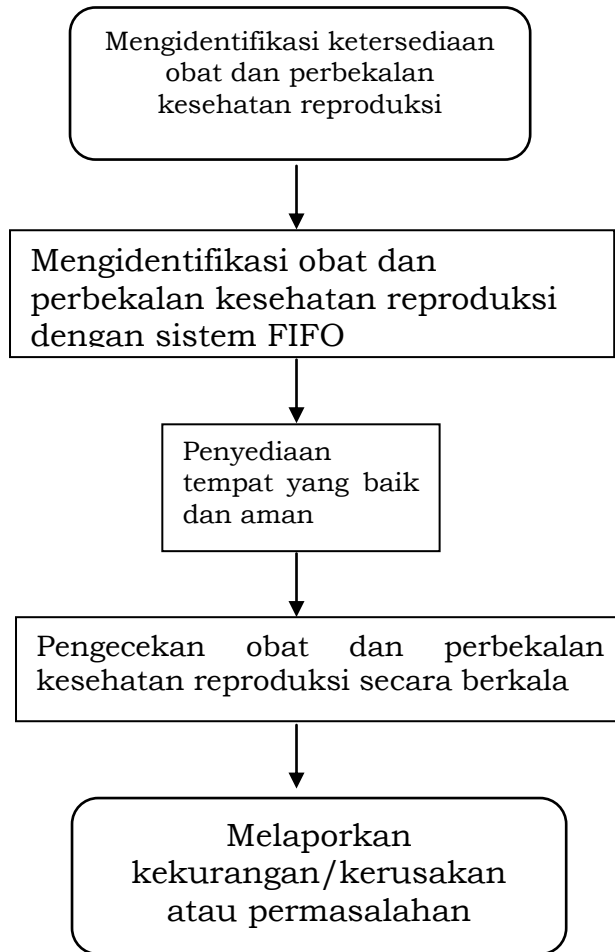 Mengidentifikasi ketersediaan
obat dan perbekalan
kesehatan reproduksi
Mengidentifikasi obat dan
perbekalan kesehatan reproduksi
dengan sistem FIFO
Penyediaan
tempat yang baik
dan aman
Pengecekan obat dan perbekalan
kesehatan reproduksi secara berkala
Melaporkan
kekurangan/kerusakan
atau permasalahan